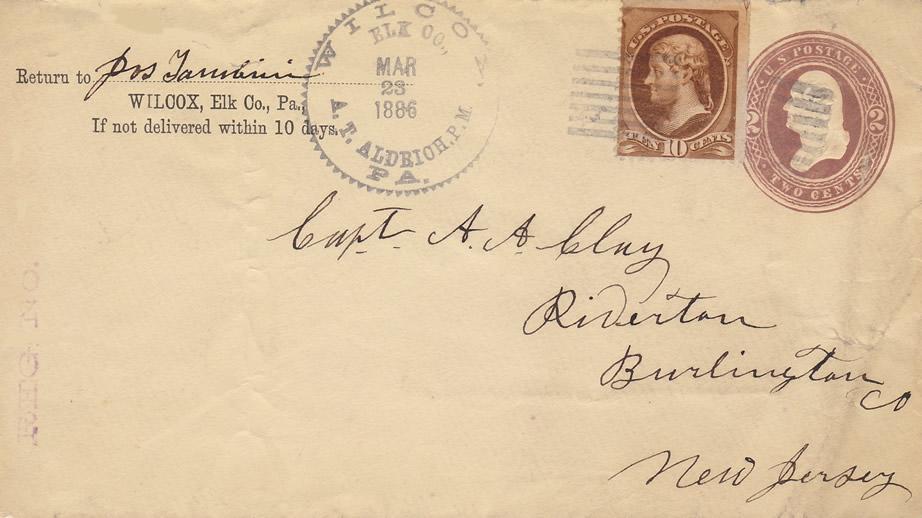 Return to Jos Tambini
WILCOX, Elk Co., Pa.,
If not delivered within 10 days.
WILCOX
ELK CO.,
MAR
23
1886
A. T. ALDRICH, P.M.
PA.
U.S. POSTAGE
TEN 10 CENTS
U S POSTAGE
2 2
TWO CENTS
Capt. A. A. Clay
Riverton
Burlington
Co
New Jersey
REG. NO.